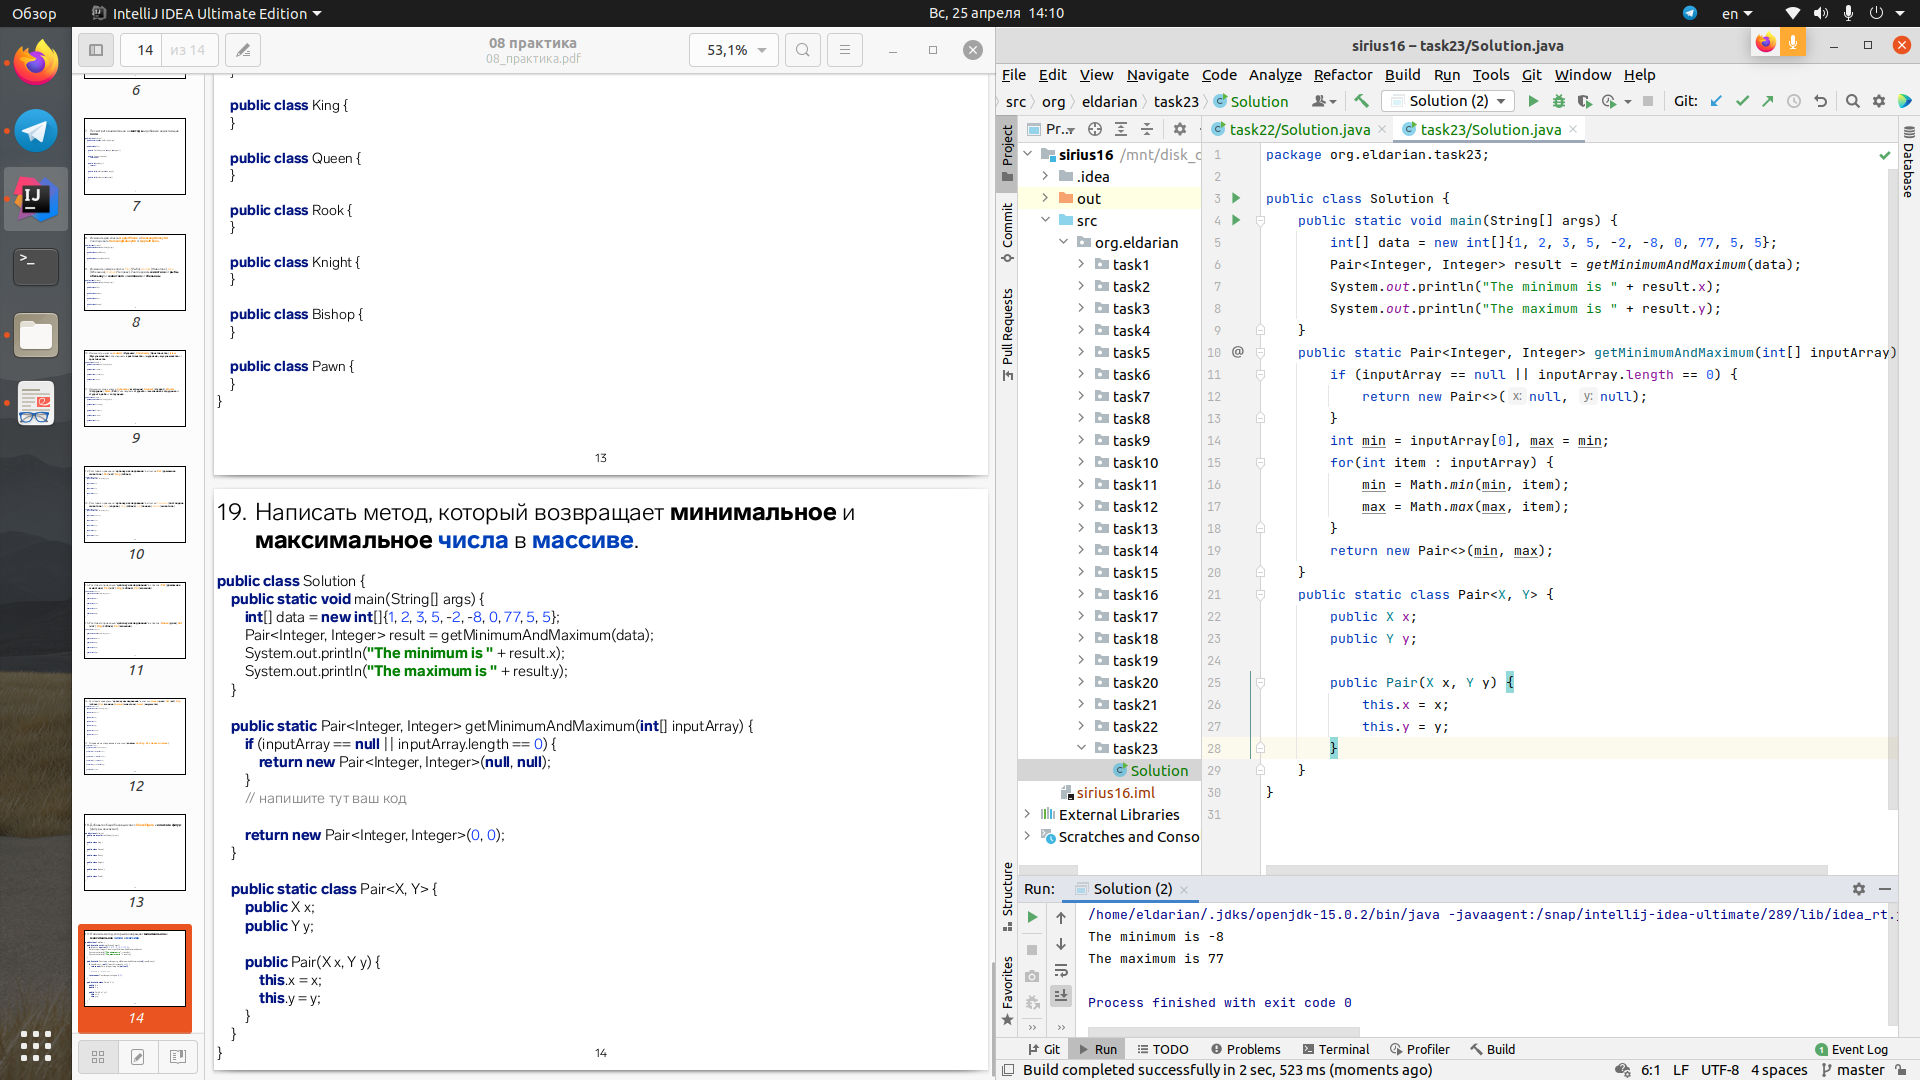 Обзор
IntelliJ IDEA Ultimate Edition
Вс, 25 апреля 14:10
en
14 из 14
08 практика
08_практика.pdf
53,1%
6
7
8
9
10
11
12
13
14
}
public class King {
}
public class Queen {
}
public class Rook {
}
public class Knight {
}
public class Bishop {
}
public class Pawn {
}
}
13
19. Написать метод, который возвращает минимальное и
максимальное числа в массиве.
public class Solution {
public static void main(String[] args) {
int[] data = new int[]{1, 2, 3, 5, -2, -8, 0, 77, 5, 5};
Pair<Integer, Integer> result = getMinimumAndMaximum(data);
System.out.println("The minimum is " + result.x);
System.out.println("The maximum is " + result.y);
}
public static Pair<Integer, Integer> getMinimumAndMaximum(int[] inputArray) {
if (inputArray == null || inputArray.length == 0) {
return new Pair<Integer, Integer>(null, null);
}
// напишите тут ваш код
return new Pair<Integer, Integer>(0, 0);
}
public static class Pair<X, Y> {
public X x;
public Y y;
public Pair(X x, Y y) {
this.x = x;
this.y = y;
}
}
}
14
sirius16 – task23/Solution.java
File Edit View Navigate Code Analyze Refactor Build Run Tools Git Window Help
src org eldarian task23 Solution
Solution (2)
Git:
Project
Commit
Pull Requests
Structure
Favorites
Database
Pr...
sirius16 /mnt/disk_c
.idea
out
src
org.eldarian
task1
task2
task3
task4
task5
task6
task7
task8
task9
task10
task11
task12
task13
task14
task15
task16
task17
task18
task19
task20
task21
task22
task23
Solution
sirius16.iml
External Libraries
Scratches and Conso
task22/Solution.java task23/Solution.java
1 package org.eldarian.task23;
2
3 public class Solution {
4 public static void main(String[] args) {
5 int[] data = new int[]{1, 2, 3, 5, -2, -8, 0, 77, 5, 5};
6 Pair<Integer, Integer> result = getMinimumAndMaximum(data);
7 System.out.println("The minimum is " + result.x);
8 System.out.println("The maximum is " + result.y);
9 }
10 @ public static Pair<Integer, Integer> getMinimumAndMaximum(int[] inputArray)
11 if (inputArray == null || inputArray.length == 0) {
12 return new Pair<>( x: null, y: null);
13 }
14 int min = inputArray[0], max = min;
15 for(int item : inputArray) {
16 min = Math.min(min, item);
17 max = Math.max(max, item);
18 }
19 return new Pair<>(min, max);
20 }
21 public static class Pair<X, Y> {
22 public X x;
23 public Y y;
24
25 public Pair(X x, Y y) {
26 this.x = x;
27 this.y = y;
28 }
29 }
30 }
31
Run: Solution (2)
/home/eldarian/.jdks/openjdk-15.0.2/bin/java -javaagent:/snap/intellij-idea-ultimate/289/lib/idea_rt.
The minimum is -8
The maximum is 77
Process finished with exit code 0
Git Run TODO Problems Terminal Profiler Build 1 Event Log
Build completed successfully in 2 sec, 523 ms (moments ago)
6:1 LF UTF-8 4 spaces master